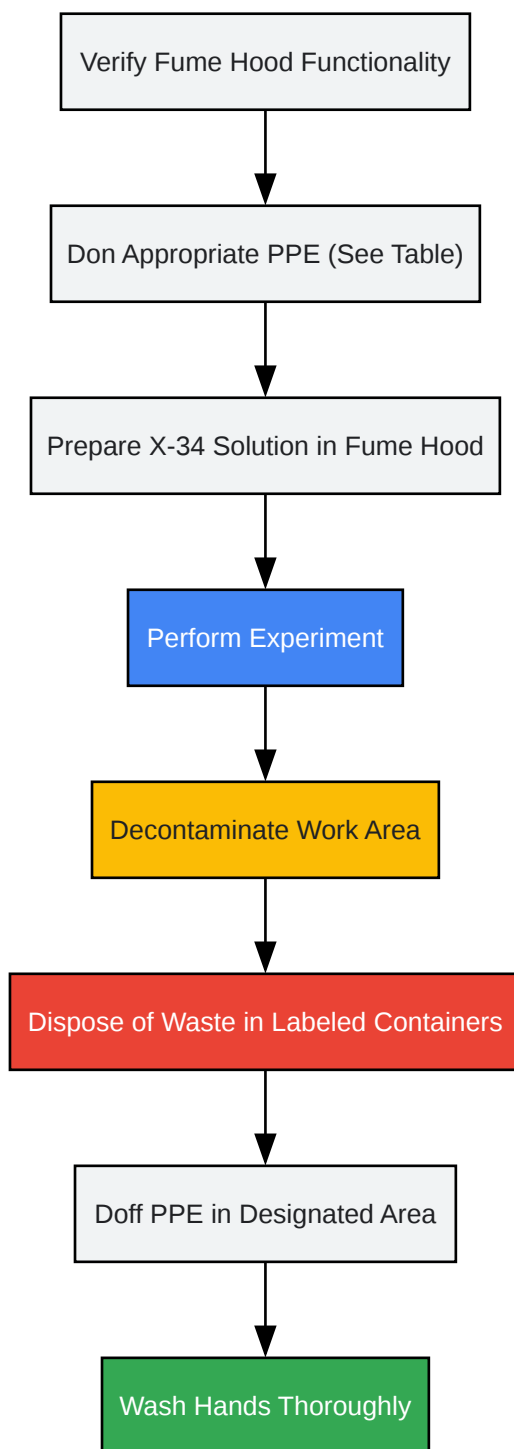 Verify Fume Hood Functionality
Don Appropriate PPE (See Table)
Prepare X-34 Solution in Fume Hood
Perform Experiment
Decontaminate Work Area
Dispose of Waste in Labeled Containers
Doff PPE in Designated Area
Wash Hands Thoroughly